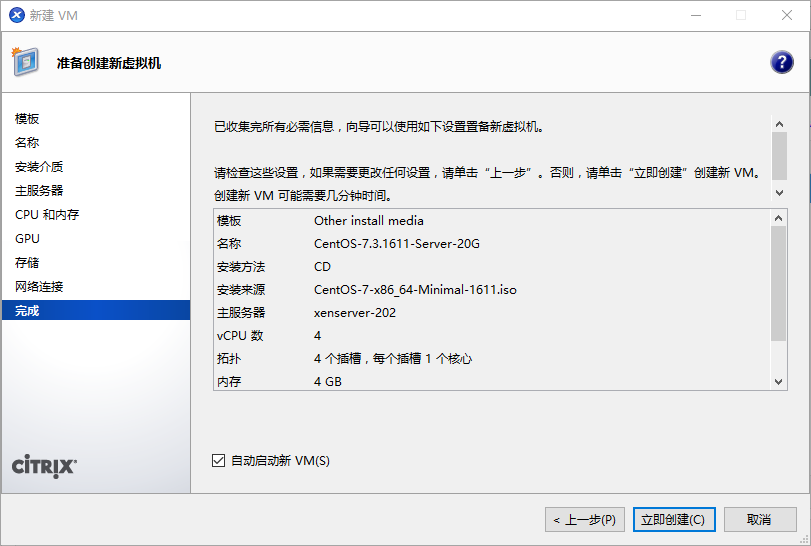 新建 VM
准备创建新虚拟机
?
模板
名称
安装介质
主服务器
CPU 和内存
GPU
存储
网络连接
完成
CITRIX
已收集完所有必需信息，向导可以使用如下设置置备新虚拟机。
请检查这些设置，如果需要更改任何设置，请单击“上一步”。否则，请单击“立即创建”创建新 VM。
创建新 VM 可能需要几分钟时间。
模板 Other install media
名称 CentOS-7.3.1611-Server-20G
安装方法 CD
安装来源 CentOS-7-x86_64-Minimal-1611.iso
主服务器 xenserver-202
vCPU 数 4
拓扑 4 个插槽，每个插槽 1 个核心
内存 4 GB
自动启动新 VM(S)
< 上一步(P) 立即创建(C) 取消